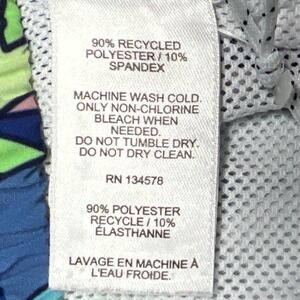 90% RECYCLED
POLYESTER / 10%
SPANDEX
MACHINE WASH COLD.
ONLY NON-CHLORINE
BLEACH WHEN
NEEDED.
DO NOT TUMBLE DRY.
DO NOT DRY CLEAN.
RN 134578
90% POLYESTER
RECYCLE / 10%
ÉLASTHANNE
LAVAGE EN MACHINE À
L'EAU FROIDE.